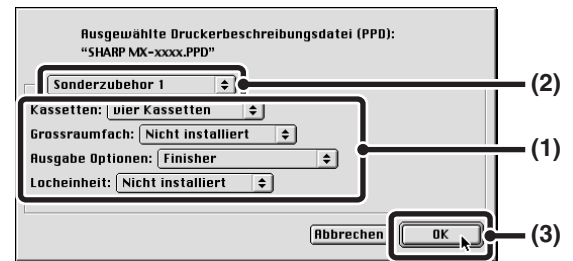 Ausgewählte Druckerbeschreibungsdatei (PPD):
“SHARP MX-xxxx.PPD”
Sonderzubehor 1
(2)
Kassetten: Vier Kassetten
Grossraumfach: Nicht installiert
(1)
Ausgabe Optionen: Finisher
Locheinheit: Nicht installiert
Abbrechen OK
(3)